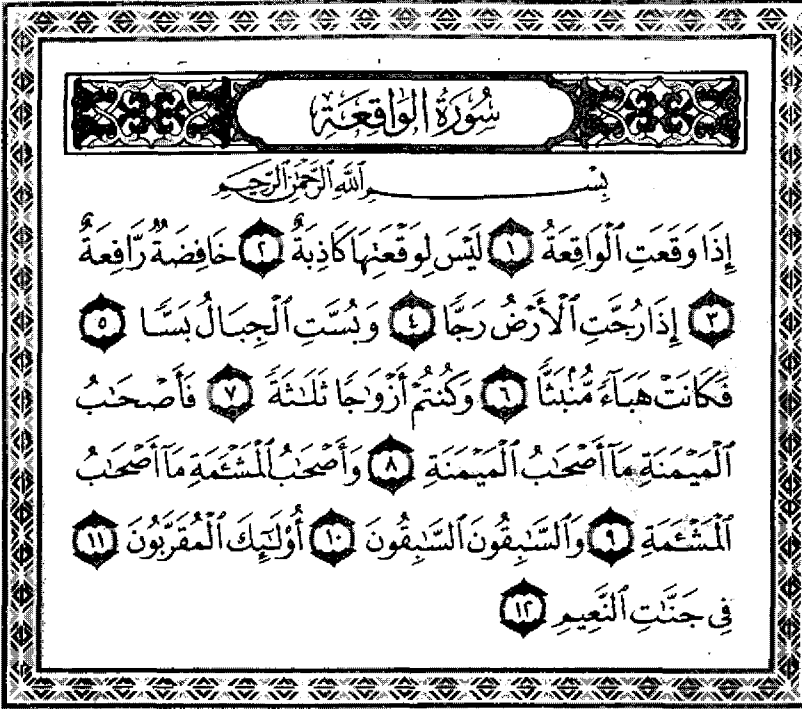 سُورَةُ الوَاقِعَةِ
بِسْمِ ٱللَّهِ ٱلرَّحْمَٰنِ ٱلرَّحِيمِ
إِذَا وَقَعَتِ ٱلْوَاقِعَةُ ١ لَيْسَ لِوَقْعَتِهَا كَاذِبَةٌ ٢ خَافِضَةٌ رَّافِعَةٌ
٣ إِذَا رُجَّتِ ٱلْأَرْضُ رَجًّا ٤ وَبُسَّتِ ٱلْجِبَالُ بَسًّا ٥
فَكَانَتْ هَبَآءً مُّنۢبَثًّا ٦ وَكُنتُمْ أَزْوَٰجًا ثَلَٰثَةً ٧ فَأَصْحَٰبُ
ٱلْمَيْمَنَةِ مَآ أَصْحَٰبُ ٱلْمَيْمَنَةِ ٨ وَأَصْحَٰبُ ٱلْمَشْـَٔمَةِ مَآ أَصْحَٰبُ
ٱلْمَشْـَٔمَةِ ٩ وَٱلسَّٰبِقُونَ ٱلسَّٰبِقُونَ ١٠ أُو۟لَٰٓئِكَ ٱلْمُقَرَّبُونَ ١١
فِى جَنَّٰتِ ٱلنَّعِيمِ ١٢